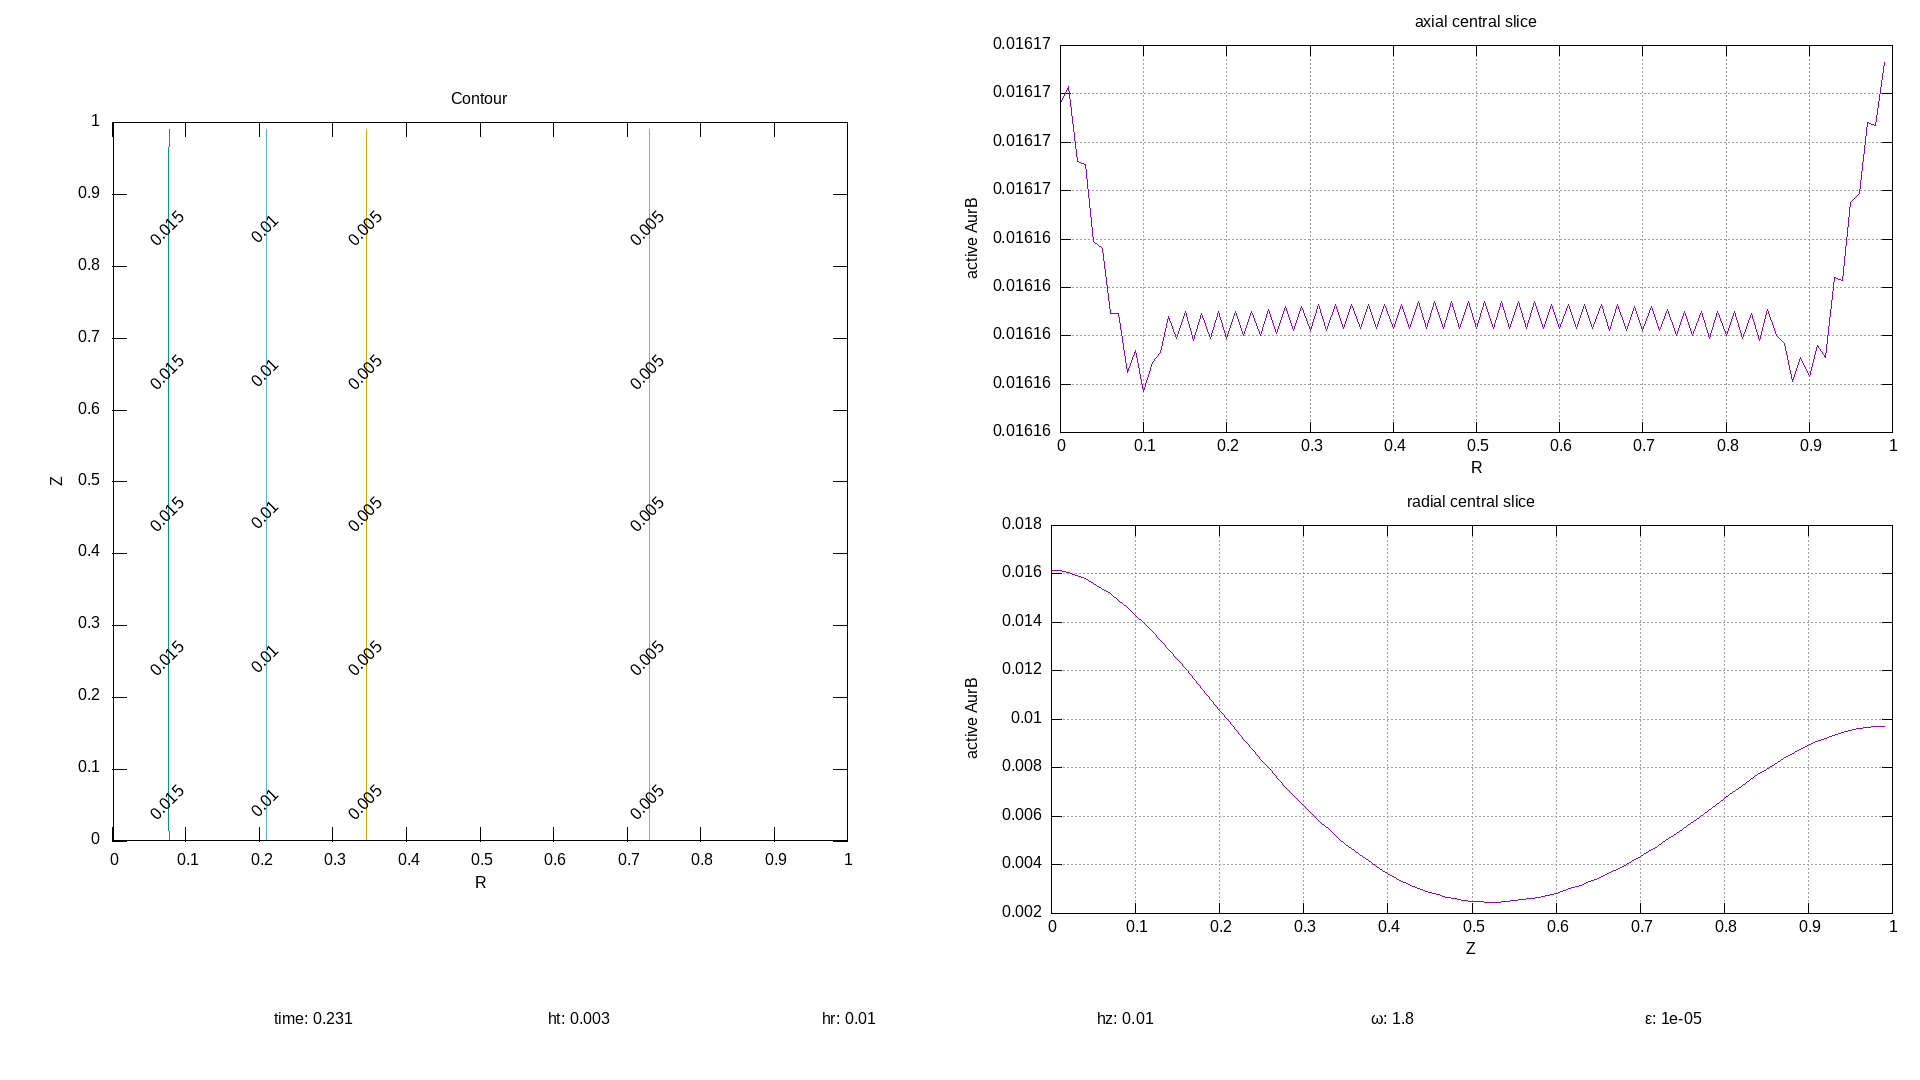 Contour
1
0.9
0.8
0.7
0.6
0.5
0.4
0.3
0.2
0.1
0
Z
0.015 0.01 0.005 0.005
0.015 0.01 0.005 0.005
0.015 0.01 0.005 0.005
0.015 0.01 0.005 0.005
0.015 0.01 0.005 0.005
0 0.1 0.2 0.3 0.4 0.5 0.6 0.7 0.8 0.9 1
R
axial central slice
0.01617
0.01617
0.01617
0.01617
0.01616
0.01616
0.01616
0.01616
0.01616
active AurB
0 0.1 0.2 0.3 0.4 0.5 0.6 0.7 0.8 0.9 1
R
radial central slice
0.018
0.016
0.014
0.012
0.01
0.008
0.006
0.004
0.002
active AurB
0 0.1 0.2 0.3 0.4 0.5 0.6 0.7 0.8 0.9 1
Z
time: 0.231 ht: 0.003 hr: 0.01 hz: 0.01 ω: 1.8 ε: 1e-05